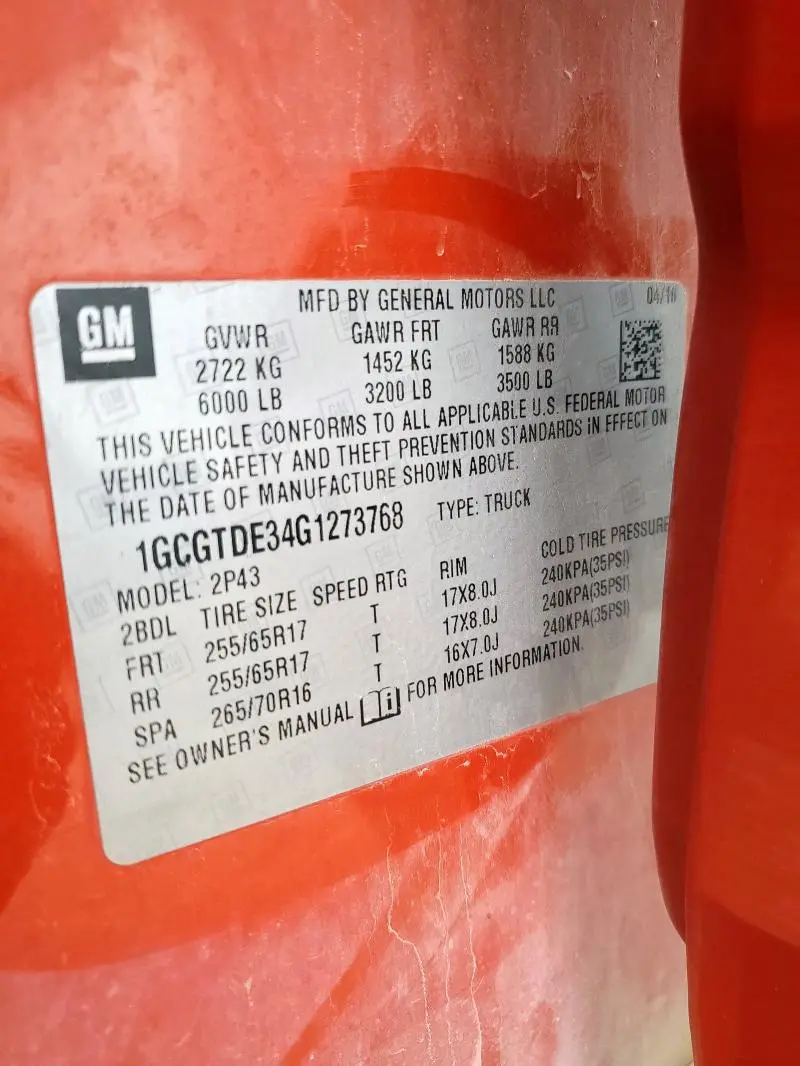 GM
MFD BY GENERAL MOTORS LLC
04/16
GVWR GAWR FRT GAWR RR
2722 KG 1452 KG 1588 KG
6000 LB 3200 LB 3500 LB
THIS VEHICLE CONFORMS TO ALL APPLICABLE U.S. FEDERAL MOTOR
VEHICLE SAFETY AND THEFT PREVENTION STANDARDS IN EFFECT ON
THE DATE OF MANUFACTURE SHOWN ABOVE.
1GCGTDE34G1273768 TYPE: TRUCK
MODEL: 2P43
2BDL TIRE SIZE SPEED RTG RIM COLD TIRE PRESSURE
FRT 255/65R17 T 17X8.0J 240KPA(35PSI)
RR 255/65R17 T 17X8.0J 240KPA(35PSI)
SPA 265/70R16 T 16X7.0J 240KPA(35PSI)
SEE OWNER'S MANUAL i FOR MORE INFORMATION.